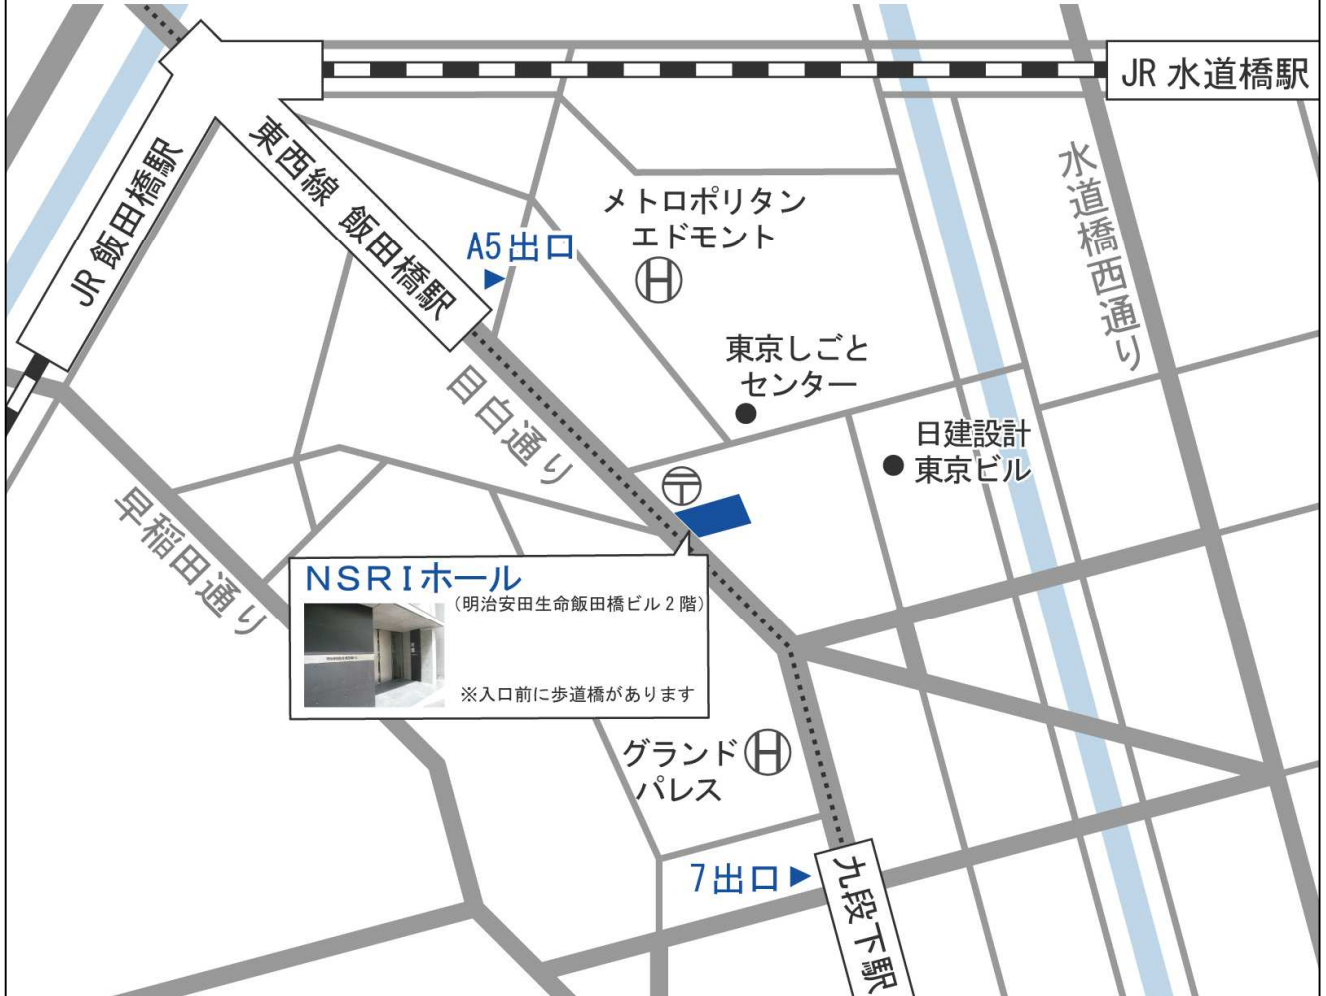 JR 水道橋駅
JR 飯田橋駅
東西線 飯田橋駅
水道橋西通り
メトロポリタン
エドモント
A5出口
東京しごと
センター
目白通り
日建設計
東京ビル
早稲田通り
NSRIホール
(明治安田生命飯田橋ビル2階)
※入口前に歩道橋があります
グランド
パレス
7出口
九段下駅